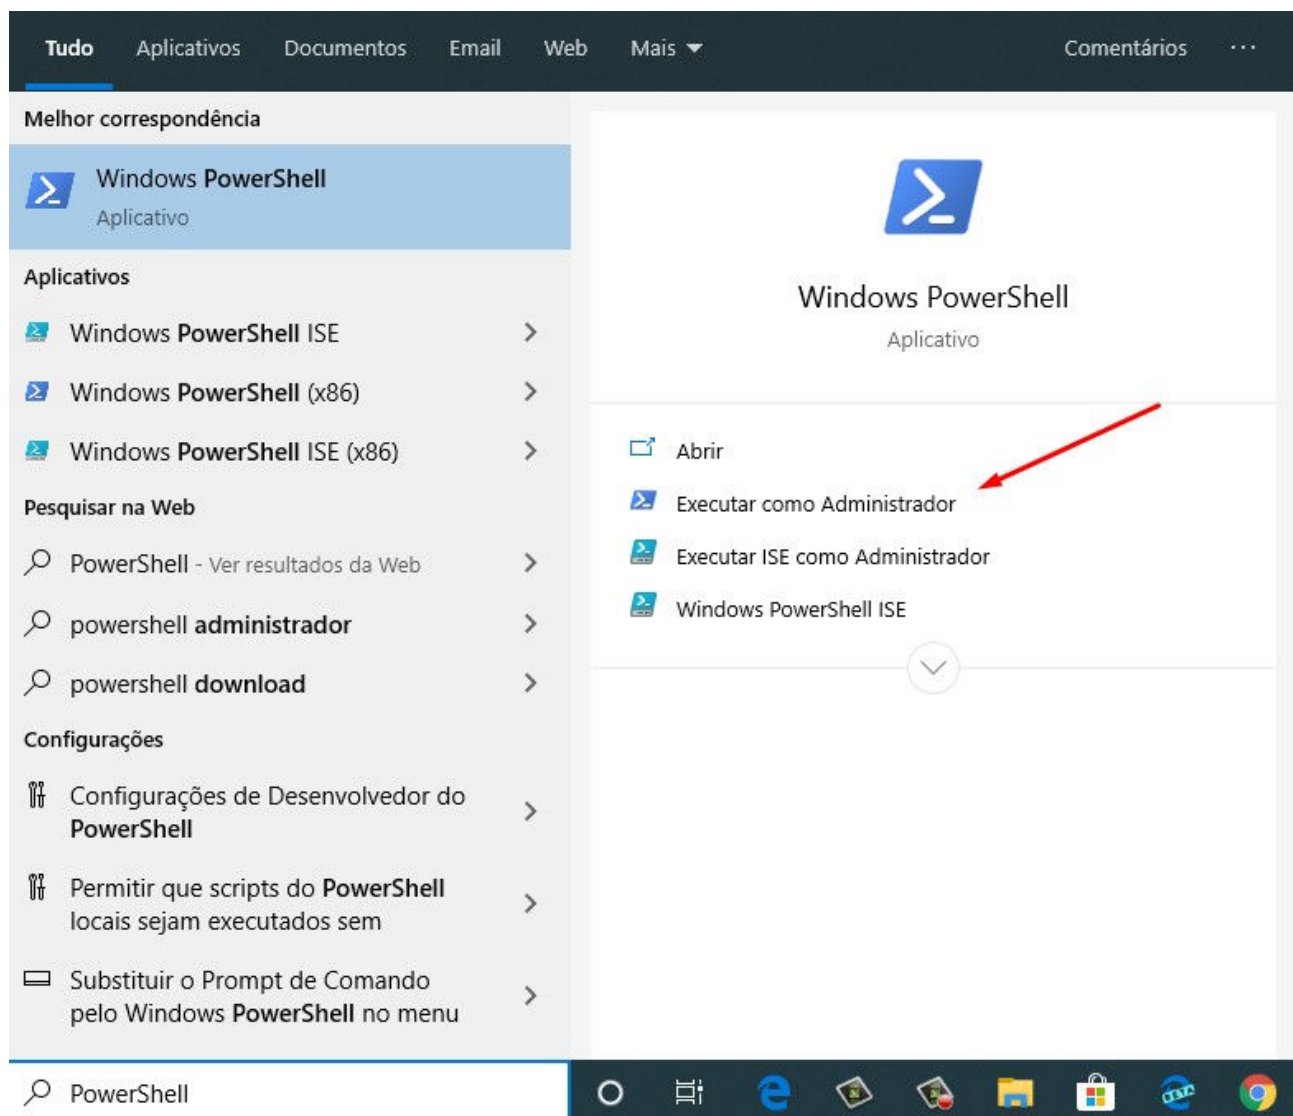 Tudo Aplicativos Documentos Email Web Mais Comentários ...
Melhor correspondência
Windows PowerShell
Aplicativo
Aplicativos
Windows PowerShell ISE
Windows PowerShell (x86)
Windows PowerShell ISE (x86)
Pesquisar na Web
PowerShell - Ver resultados da Web
powershell administrador
powershell download
Configurações
Configurações de Desenvolvedor do
PowerShell
Permitir que scripts do PowerShell
locais sejam executados sem
Substituir o Prompt de Comando
pelo Windows PowerShell no menu
PowerShell
Windows PowerShell
Aplicativo
Abrir
Executar como Administrador
Executar ISE como Administrador
Windows PowerShell ISE